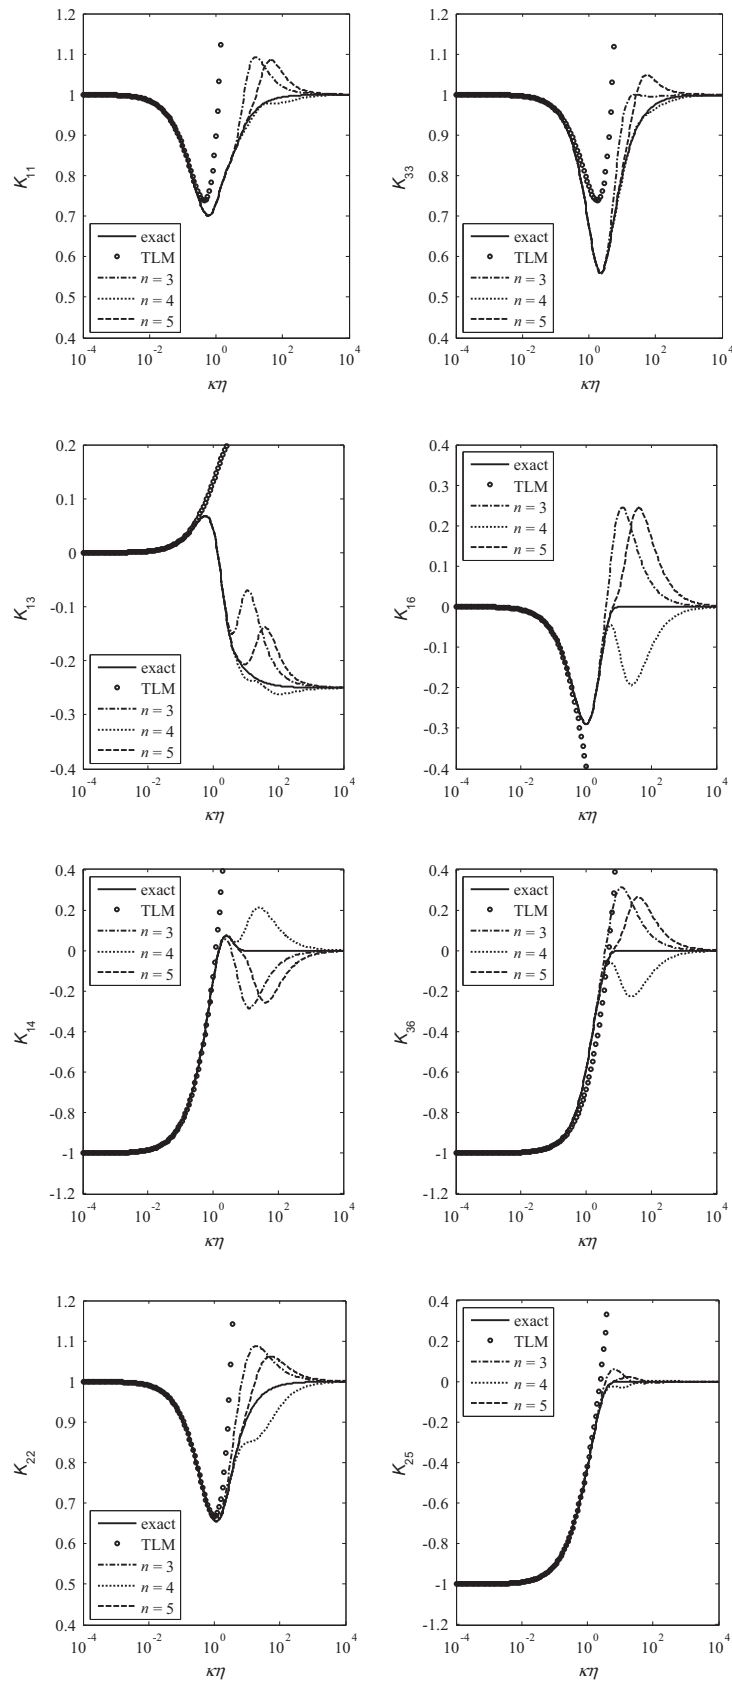 1.2
1.1
1
0.9
0.8
0.7
0.6
0.5
0.4
K₁₁
exact
TLM
n = 3
n = 4
n = 5
10⁻⁴ 10⁻² 10⁰ 10² 10⁴
κη
1.2
1.1
1
0.9
0.8
0.7
0.6
0.5
0.4
K₃₃
exact
TLM
n = 3
n = 4
n = 5
10⁻⁴ 10⁻² 10⁰ 10² 10⁴
κη
0.2
0.1
0
-0.1
-0.2
-0.3
-0.4
K₁₃
exact
TLM
n = 3
n = 4
n = 5
10⁻⁴ 10⁻² 10⁰ 10² 10⁴
κη
0.4
0.3
0.2
0.1
0
-0.1
-0.2
-0.3
-0.4
K₁₆
exact
TLM
n = 3
n = 4
n = 5
10⁻⁴ 10⁻² 10⁰ 10² 10⁴
κη
0.4
0.2
0
-0.2
-0.4
-0.6
-0.8
-1
-1.2
K₁₄
exact
TLM
n = 3
n = 4
n = 5
10⁻⁴ 10⁻² 10⁰ 10² 10⁴
κη
0.4
0.2
0
-0.2
-0.4
-0.6
-0.8
-1
-1.2
K₃₆
exact
TLM
n = 3
n = 4
n = 5
10⁻⁴ 10⁻² 10⁰ 10² 10⁴
κη
1.2
1.1
1
0.9
0.8
0.7
0.6
0.5
0.4
K₂₂
exact
TLM
n = 3
n = 4
n = 5
10⁻⁴ 10⁻² 10⁰ 10² 10⁴
κη
0.4
0.2
0
-0.2
-0.4
-0.6
-0.8
-1
-1.2
K₂₅
exact
TLM
n = 3
n = 4
n = 5
10⁻⁴ 10⁻² 10⁰ 10² 10⁴
κη